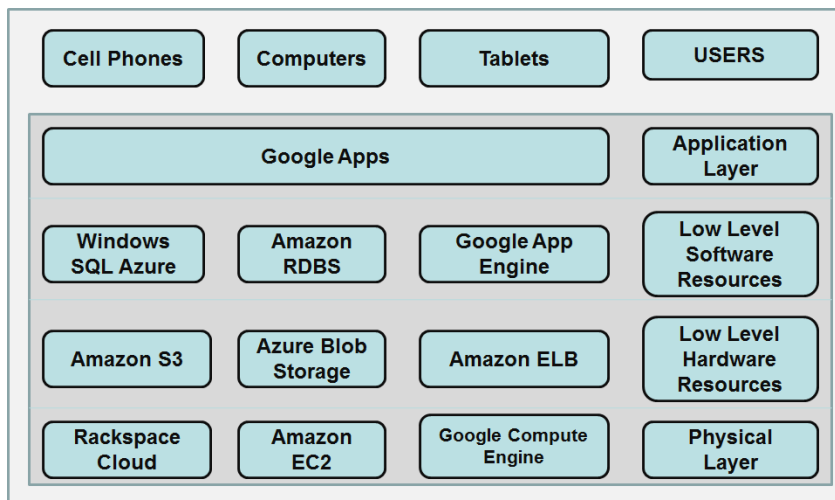 Cell Phones
Computers
Tablets
USERS
Google Apps
Application
Layer
Windows
SQL Azure
Amazon
RDBS
Google App
Engine
Low Level
Software
Resources
Amazon S3
Azure Blob
Storage
Amazon ELB
Low Level
Hardware
Resources
Rackspace
Cloud
Amazon
EC2
Google Compute
Engine
Physical
Layer